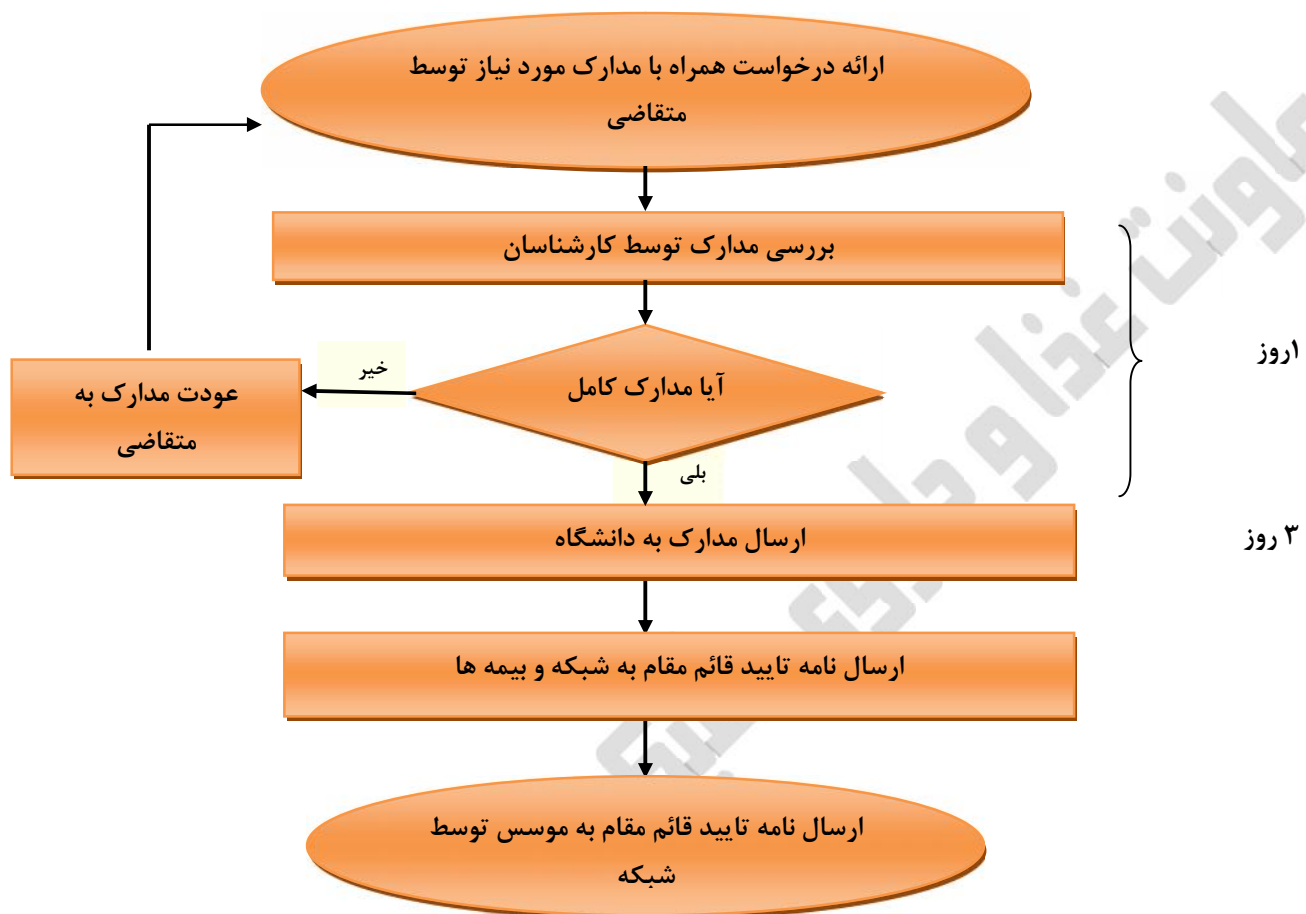 ارائه درخواست همراه با مدارک مورد نیاز توسط
متقاضی
بررسی مدارک توسط کارشناسان
۱روز
آیا مدارک کامل
خیر
عودت مدارک به
متقاضی
بلی
ارسال مدارک به دانشگاه
۳ روز
ارسال نامه تایید قائم مقام به شبکه و بیمه ها
ارسال نامه تایید قائم مقام به موسس توسط
شبکه